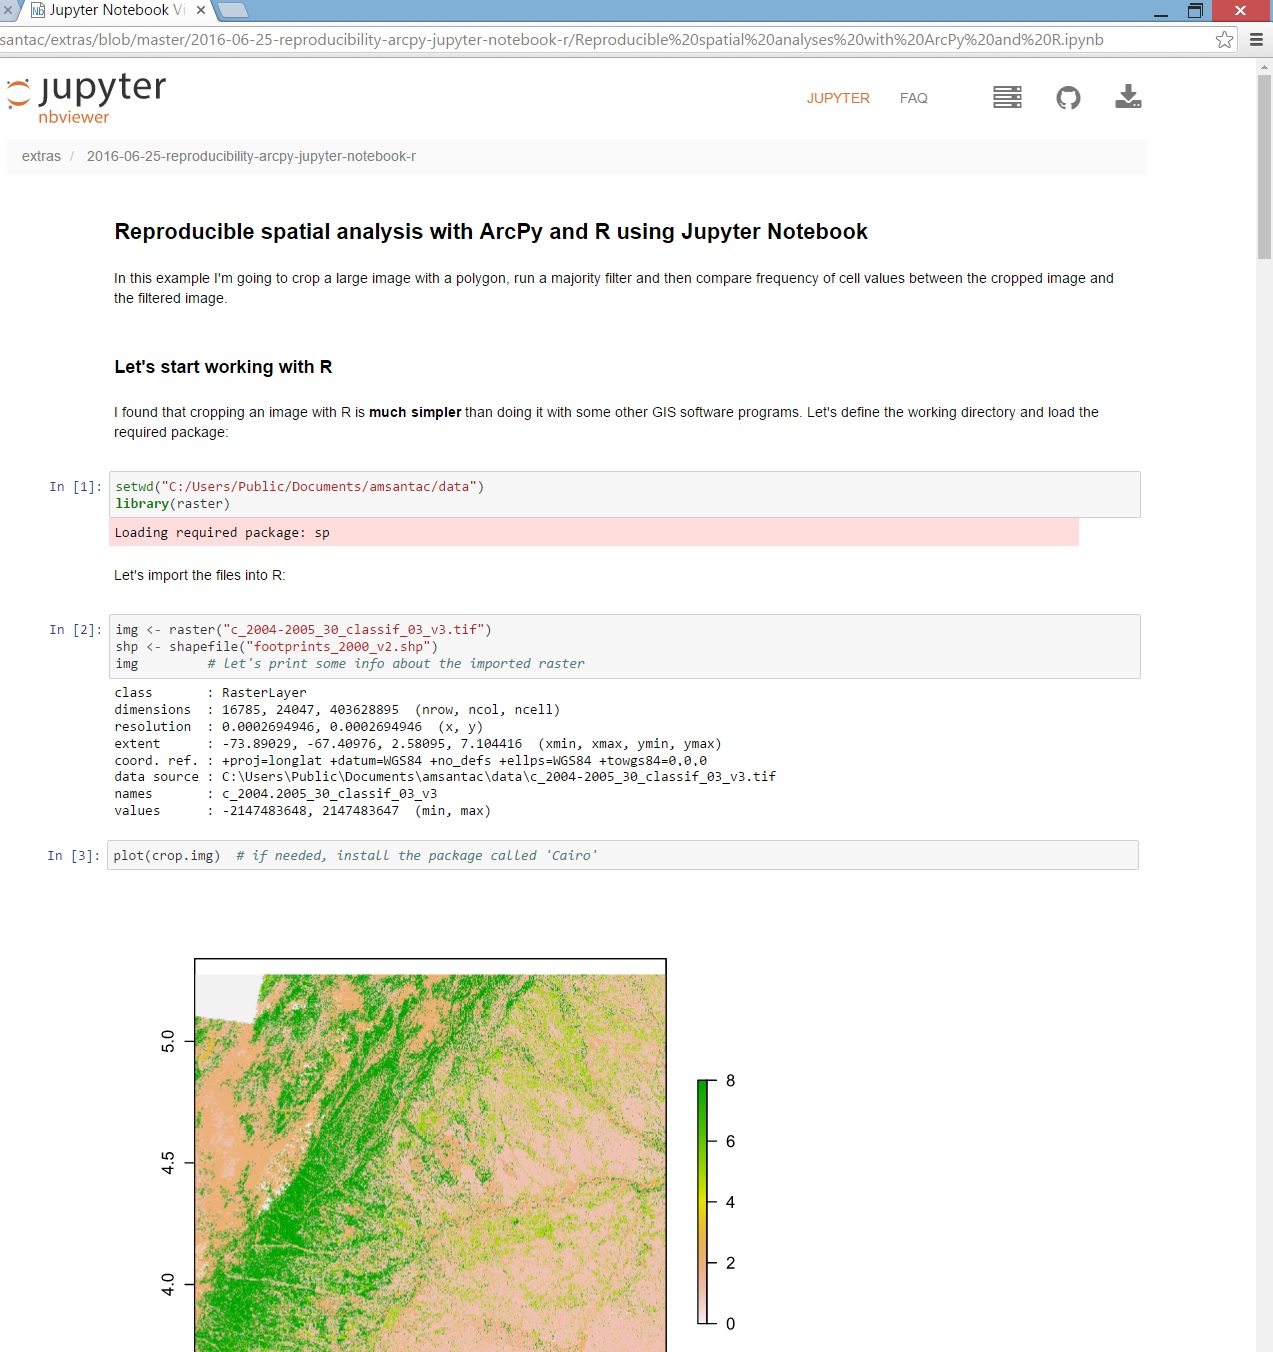 Jupyter Notebook Vi
santac/extras/blob/master/2016-06-25-reproducibility-arcpy-jupyter-notebook-r/Reproducible%20spatial%20analyses%20with%20ArcPy%20and%20R.ipynb
jupyter
nbviewer
JUPYTER FAQ
extras / 2016-06-25-reproducibility-arcpy-jupyter-notebook-r
Reproducible spatial analysis with ArcPy and R using Jupyter Notebook
In this example I'm going to crop a large image with a polygon, run a majority filter and then compare frequency of cell values between the cropped image and
the filtered image.
Let's start working with R
I found that cropping an image with R is much simpler than doing it with some other GIS software programs. Let's define the working directory and load the
required package:
In [1]: setwd("C:/Users/Public/Documents/amsantac/data")
library(raster)
Loading required package: sp
Let's import the files into R:
In [2]: img <- raster("c_2004-2005_30_classif_03_v3.tif")
shp <- shapefile("footprints_2000_v2.shp")
img # let's print some info about the imported raster
class : RasterLayer
dimensions : 16785, 24047, 403628895 (nrow, ncol, ncell)
resolution : 0.0002694946, 0.0002694946 (x, y)
extent : -73.89029, -67.40976, 2.58095, 7.104416 (xmin, xmax, ymin, ymax)
coord. ref. : +proj=longlat +datum=WGS84 +no_defs +ellps=WGS84 +towgs84=0,0,0
data source : C:\Users\Public\Documents\amsantac\data\c_2004-2005_30_classif_03_v3.tif
names : c_2004.2005_30_classif_03_v3
values : -2147483648, 2147483647 (min, max)
In [3]: plot(crop.img) # if needed, install the package called 'Cairo'
5.0
4.5
4.0
8
6
4
2
0